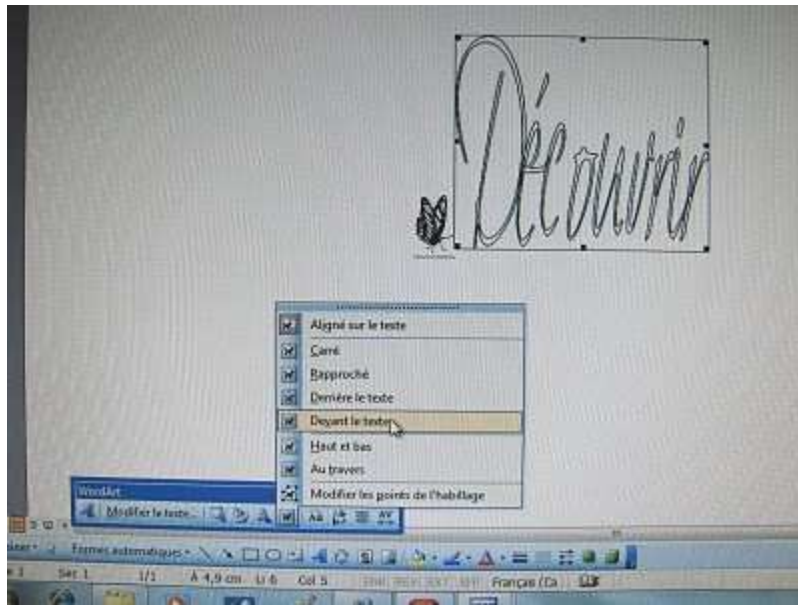 Découvrir
Aligné sur le texte
Carré
Rapproché
Derrière le texte
Devant le texte
Haut et bas
Au travers
Modifier les points de l'habillage
WordArt
Modifier le texte...
Formes automatiques
Sec 1 1/1 À 4,9 cm Li 6 Col 5 Français (Ca